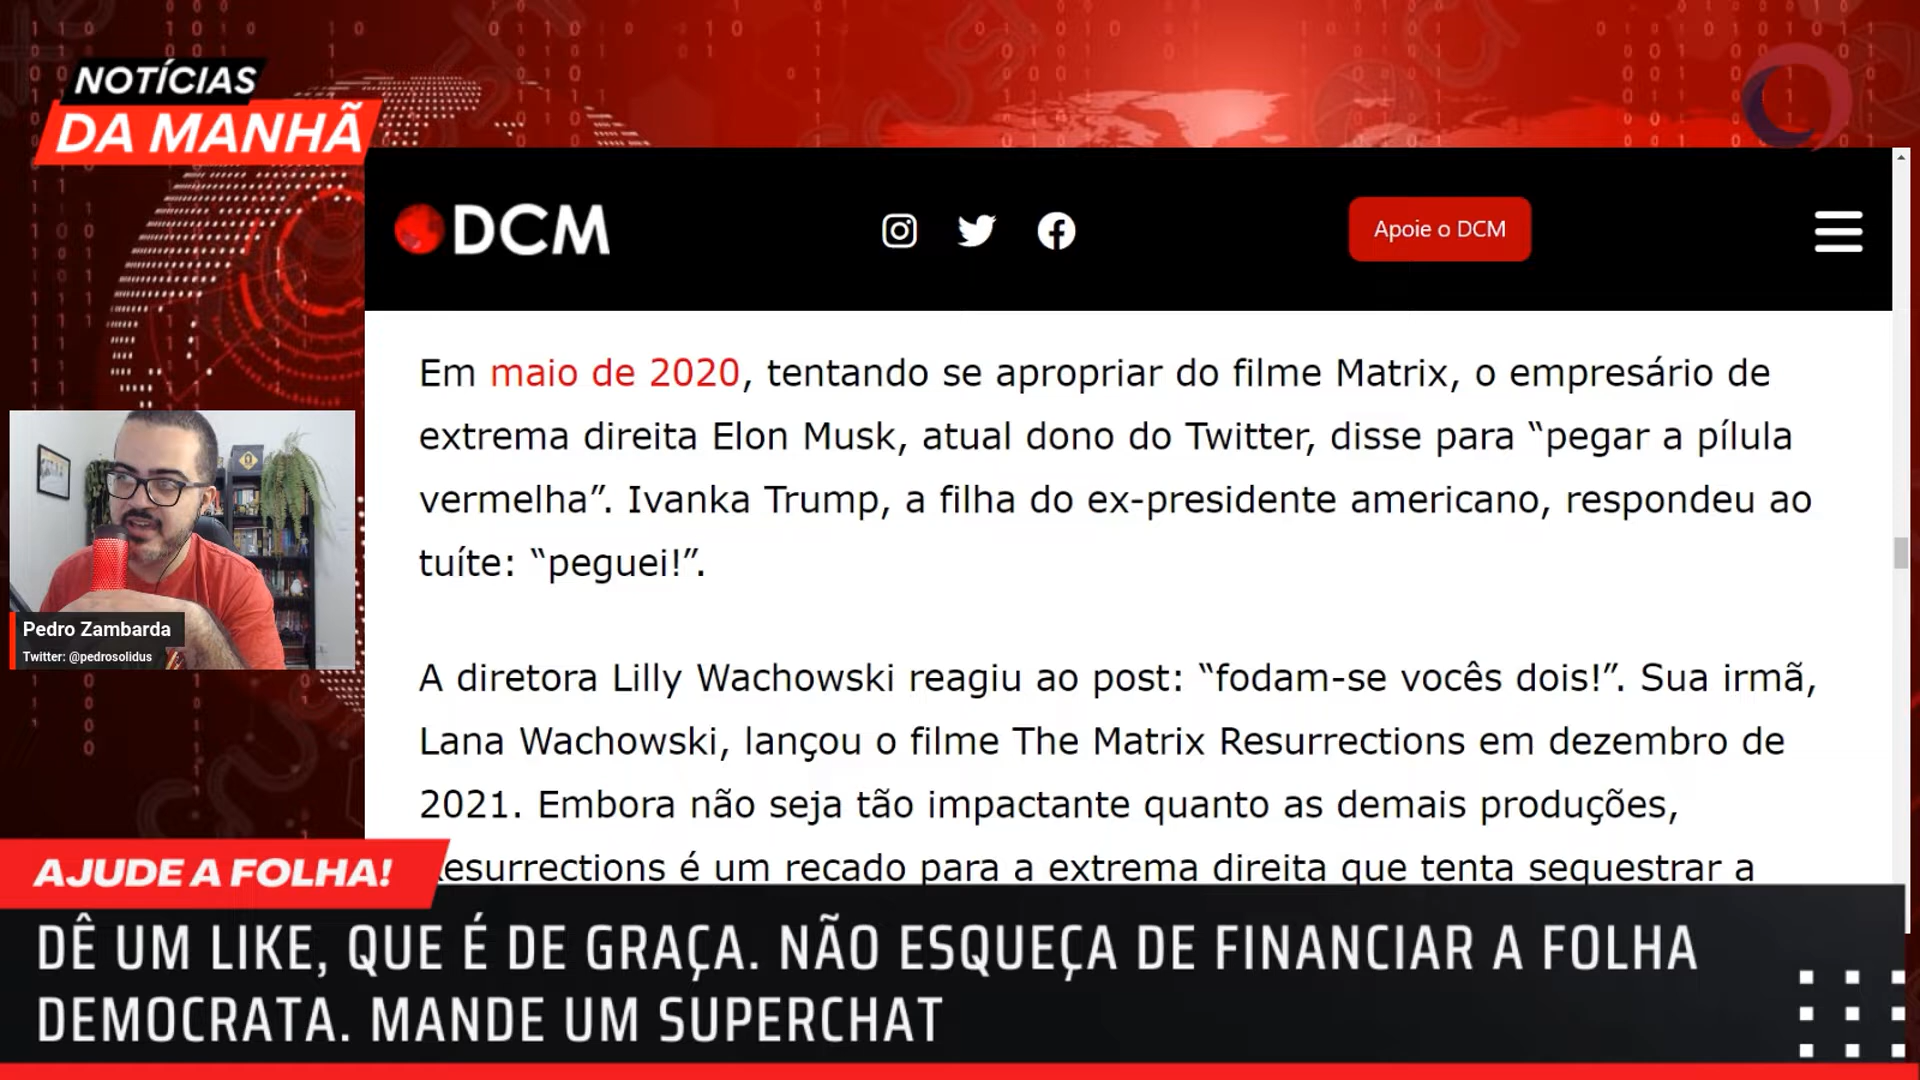 NOTÍCIAS
DA MANHÃ
DCM
Apoie o DCM
Em maio de 2020, tentando se apropriar do filme Matrix, o empresário de
extrema direita Elon Musk, atual dono do Twitter, disse para “pegar a pílula
vermelha”. Ivanka Trump, a filha do ex-presidente americano, respondeu ao
tuíte: “peguei!”.
A diretora Lilly Wachowski reagiu ao post: “fodam-se vocês dois!”. Sua irmã,
Lana Wachowski, lançou o filme The Matrix Resurrections em dezembro de
2021. Embora não seja tão impactante quanto as demais produções,
Resurrections é um recado para a extrema direita que tenta sequestrar a
Pedro Zambarda
Twitter: @pedrosolidus
AJUDE A FOLHA!
DÊ UM LIKE, QUE É DE GRAÇA. NÃO ESQUEÇA DE FINANCIAR A FOLHA
DEMOCRATA. MANDE UM SUPERCHAT